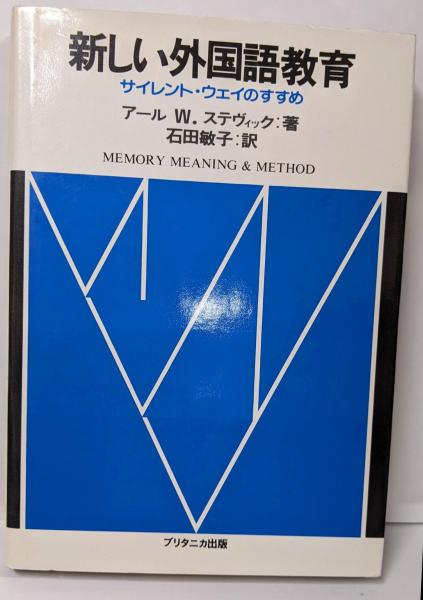 新しい外国語教育
サイレント・ウェイのすすめ
アール W. ステヴィック:著
石田敏子:訳
MEMORY MEANING & METHOD
ブリタニカ出版